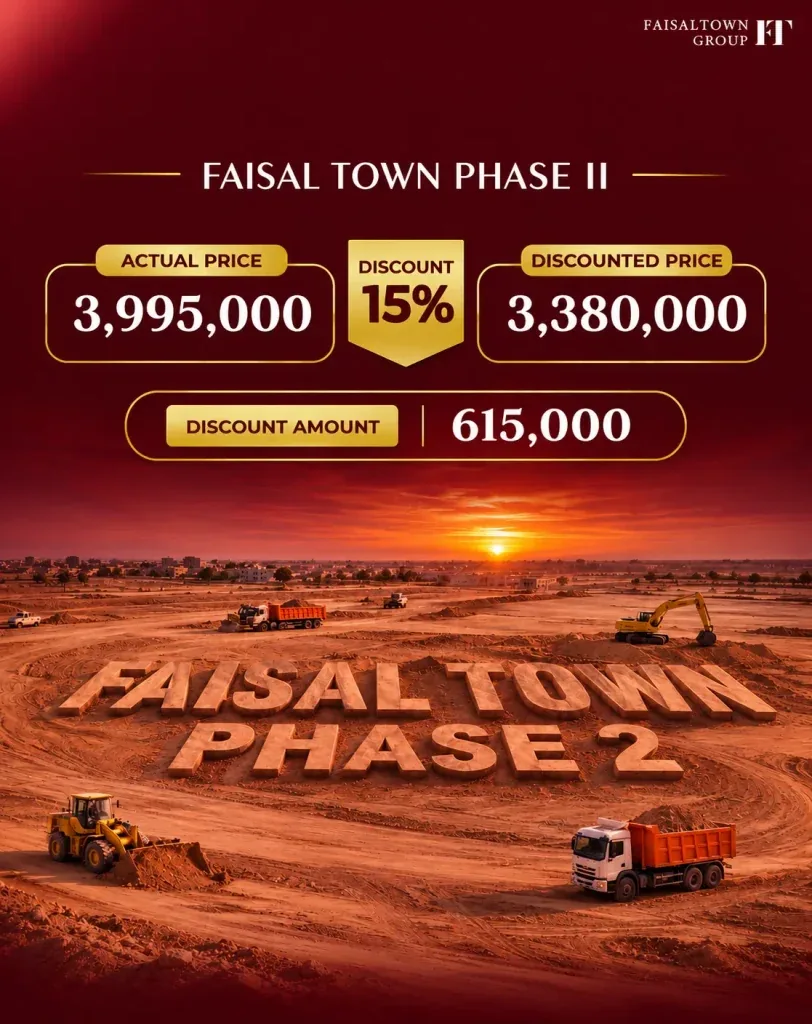 FAISALTOWN
GROUP FT
FAISAL TOWN PHASE II
ACTUAL PRICE
3,995,000
DISCOUNT
15%
DISCOUNTED PRICE
3,380,000
DISCOUNT AMOUNT
615,000
FAISAL TOWN
PHASE 2